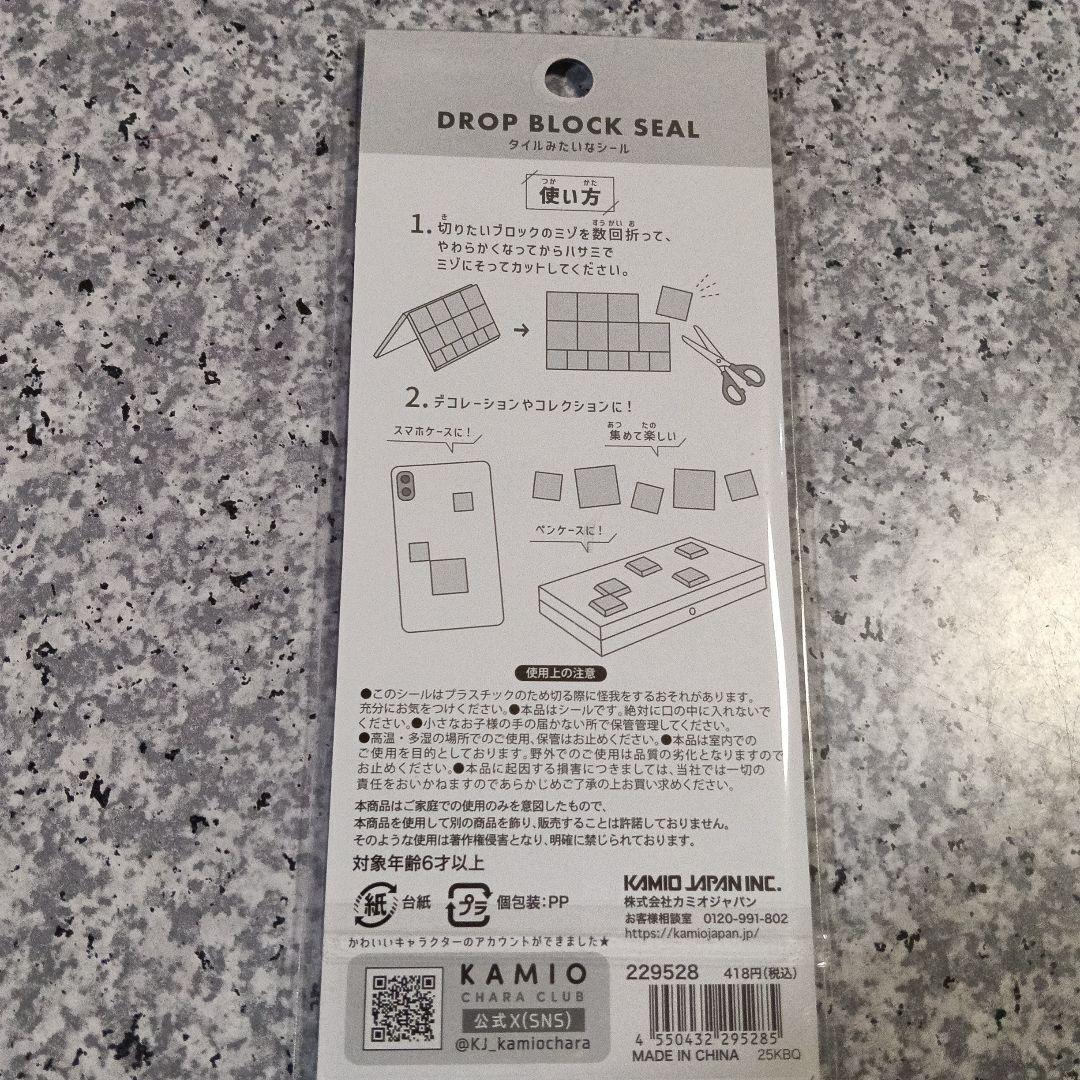 DROP BLOCK SEAL
タイルみたいなシール
つか かた
使い方
き すうかい お
1. 切りたいブロックのミゾを数回折って、
やわらかくなってからハサミで
ミゾにそってカットしてください。
2. デコレーションやコレクションに!
スマホケースに!
あつ たの
集めて楽しい
ペンケースに!
使用上の注意
●このシールはプラスチックのため切る際に怪我をするおそれがあります。
充分にお気をつけください。●本品はシールです。絶対に口の中に入れないで
ください。●小さなお子様の手の届かない所で保管管理してください。
●高温・多湿の場所でのご使用、保管はお止めください。●本品は室内での
ご使用を目的としております。野外でのご使用は品質の劣化となりますので
お止めください。●本品に起因する損害につきましては、当社では一切の
責任をおいかねますのであらかじめご了承の上お買い求めください。
本商品はご家庭での使用のみを意図したもので、
本商品を使用して別の商品を飾り、販売することは許諾しておりません。
そのような使用は著作権侵害となり、明確に禁じられております。
対象年齢6才以上
紙 台紙 プラ 個包装:PP
KAMIO JAPAN INC.
株式会社カミオジャパン
お客様相談室 0120-991-802
https://kamiojapan.jp/
かわいいキャラクターのアカウントができました★
KAMIO
CHARA CLUB
公式X(SNS)
@KJ_kamiochara
229528 418円(税込)
4 550432 295285
MADE IN CHINA 25KBQ